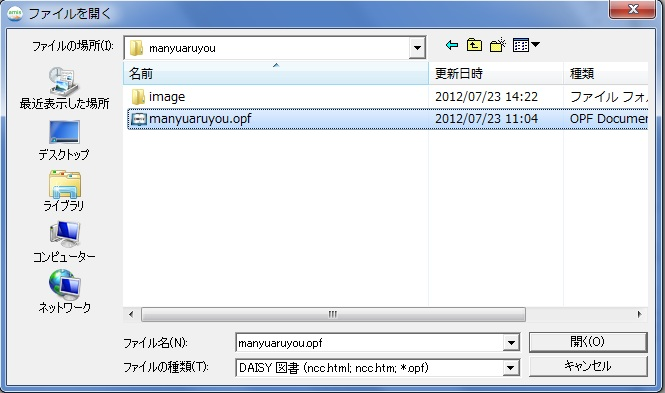 ファイルを開く
ファイルの場所(I):
manyuaruyou
名前
更新日時
種類
image
2012/07/23 14:22
ファイル フォ
manyuaruyou.opf
2012/07/23 11:04
OPF Documen
最近表示した場所
デスクトップ
ライブラリ
コンピューター
ネットワーク
ファイル名(N):
manyuaruyou.opf
開く(O)
ファイルの種類(T):
DAISY 図書 (ncc.html; ncc.htm; *.opf)
キャンセル